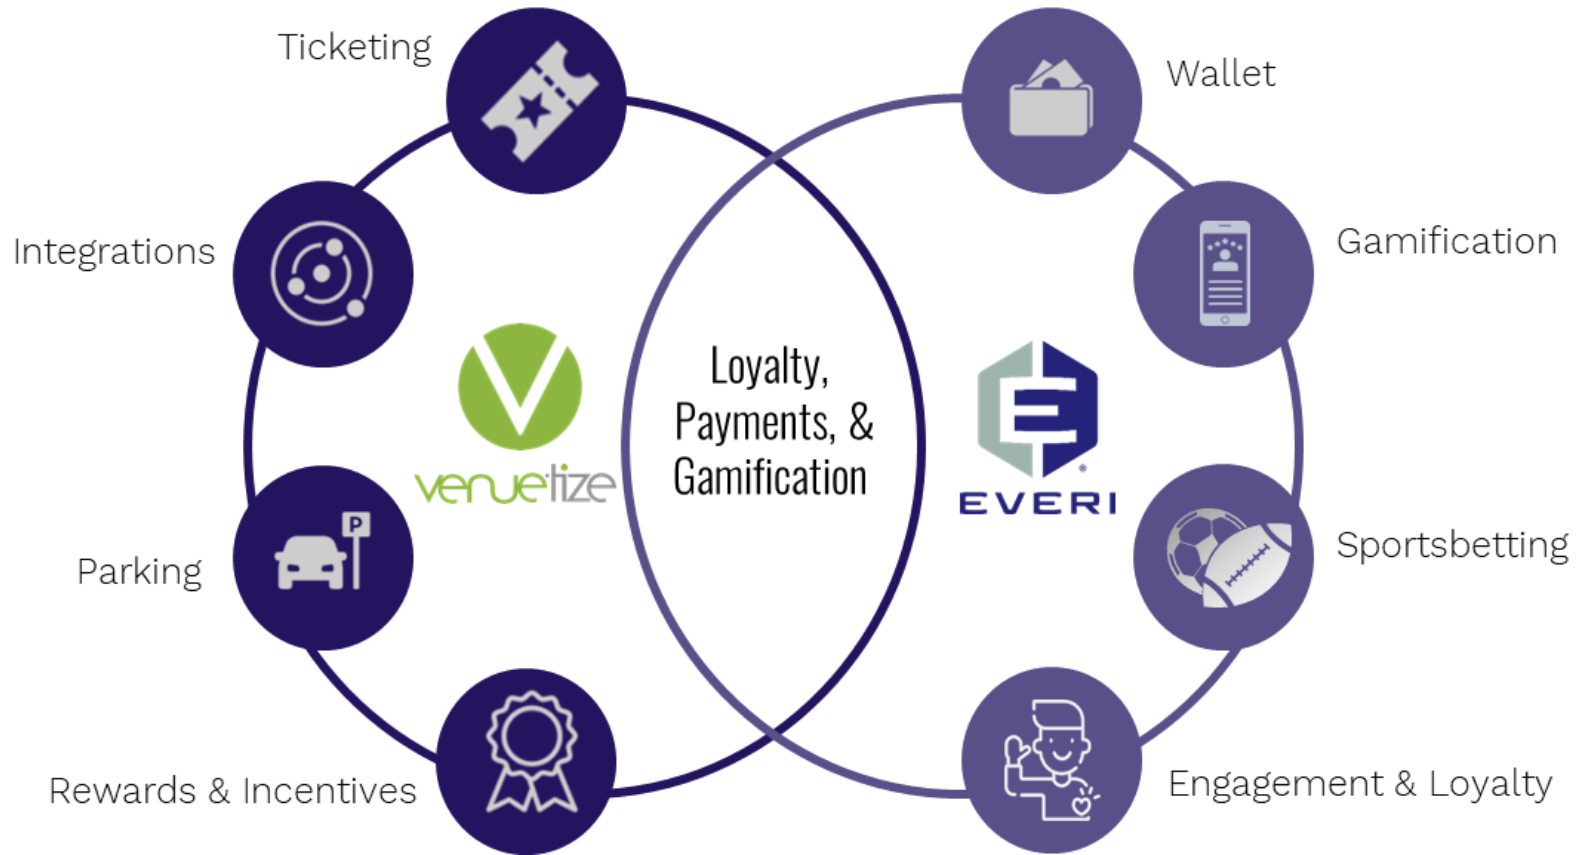 Ticketing
Wallet
Integrations
Gamification
Loyalty,
Payments, &
Gamification
venuetize
E
EVERI
®
P
Parking
Sportsbetting
Rewards & Incentives
Engagement & Loyalty